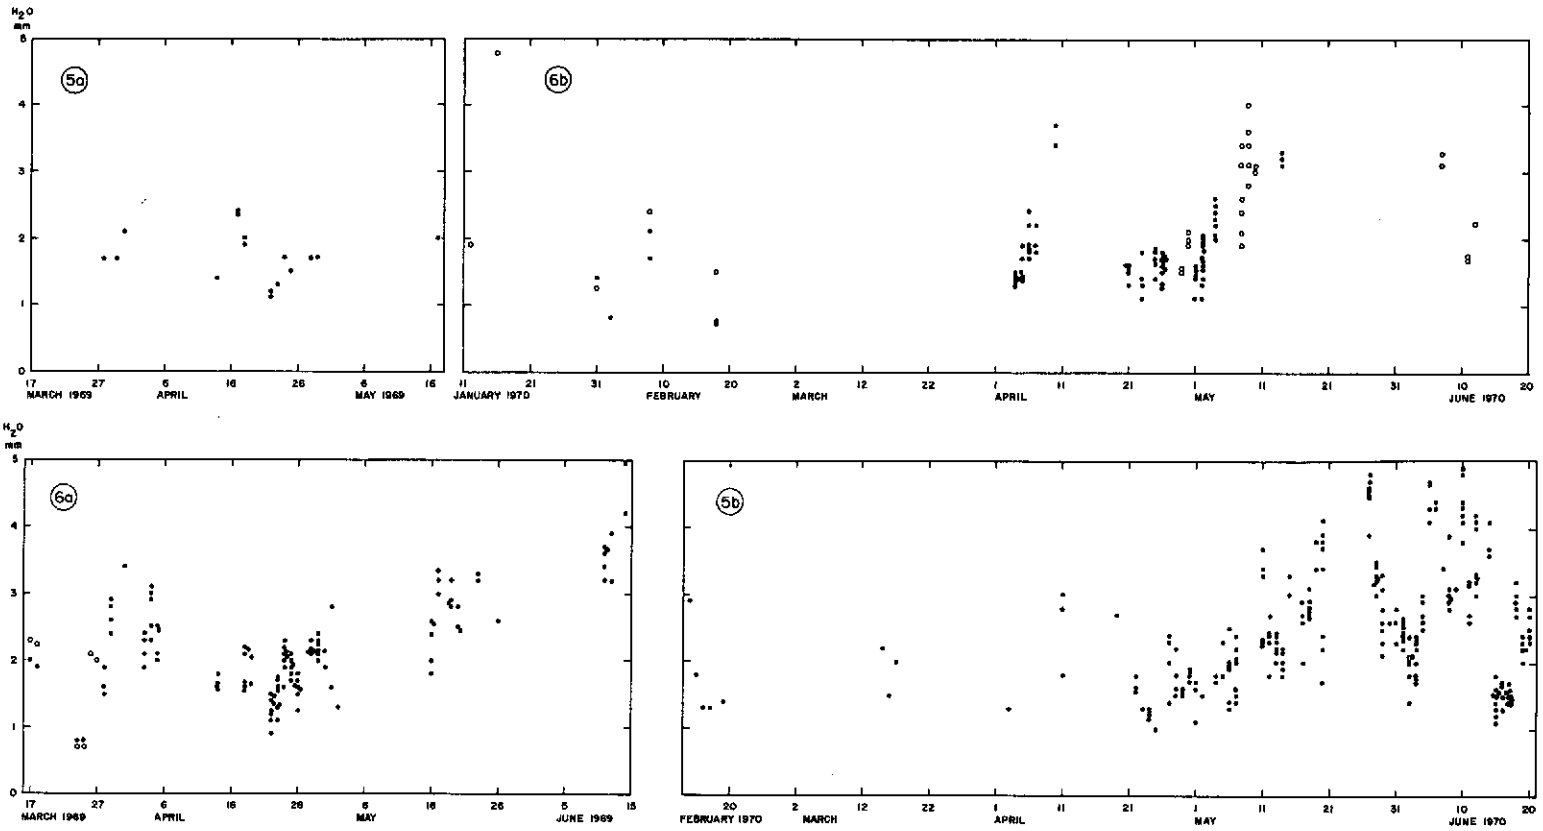 H2O
mm
5
4
3
2
1
0
5a
17 27 6 16 26 6 16
MARCH 1969 APRIL MAY 1969
6b
11 21 31 10 20 2 12 22 1 11 21 1 11 21 31 10 20
JANUARY 1970 FEBRUARY MARCH APRIL MAY JUNE 1970
H2O
mm
5
4
3
2
1
0
6a
17 27 6 16 26 6 16 26 5 15
MARCH 1969 APRIL MAY JUNE 1969
5b
20 2 12 22 1 11 21 1 11 21 31 10 20
FEBRUARY 1970 MARCH APRIL MAY JUNE 1970